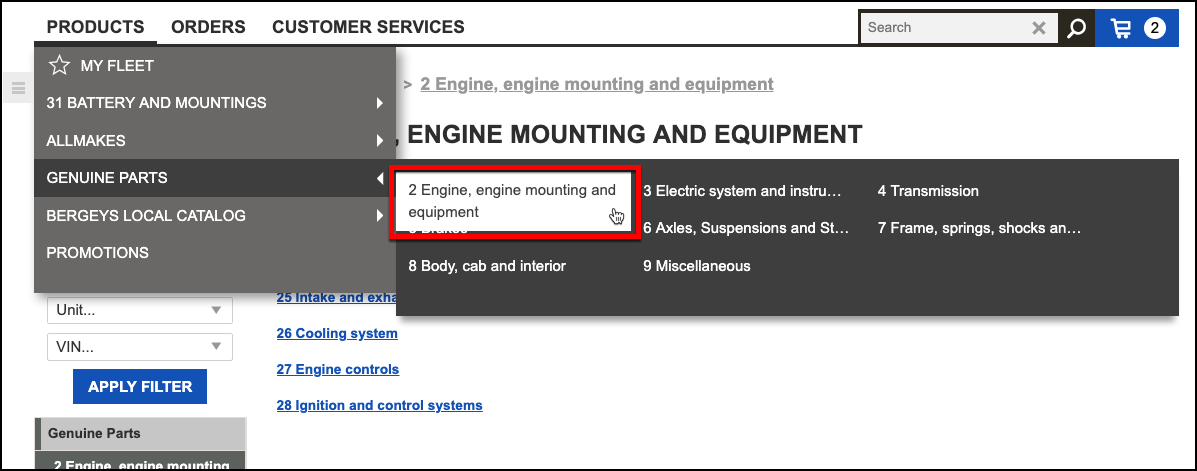 PRODUCTS ORDERS CUSTOMER SERVICES Search 2
MY FLEET
> 2 Engine, engine mounting and equipment
31 BATTERY AND MOUNTINGS
ALLMAKES
, ENGINE MOUNTING AND EQUIPMENT
GENUINE PARTS
2 Engine, engine mounting and
equipment
3 Electric system and instru… 4 Transmission
BERGEYS LOCAL CATALOG
5 Brakes 6 Axles, Suspensions and St… 7 Frame, springs, shocks an…
PROMOTIONS
8 Body, cab and interior 9 Miscellaneous
25 Intake and exha
Unit...
26 Cooling system
VIN...
27 Engine controls
APPLY FILTER
28 Ignition and control systems
Genuine Parts
2 Engine, engine mounting